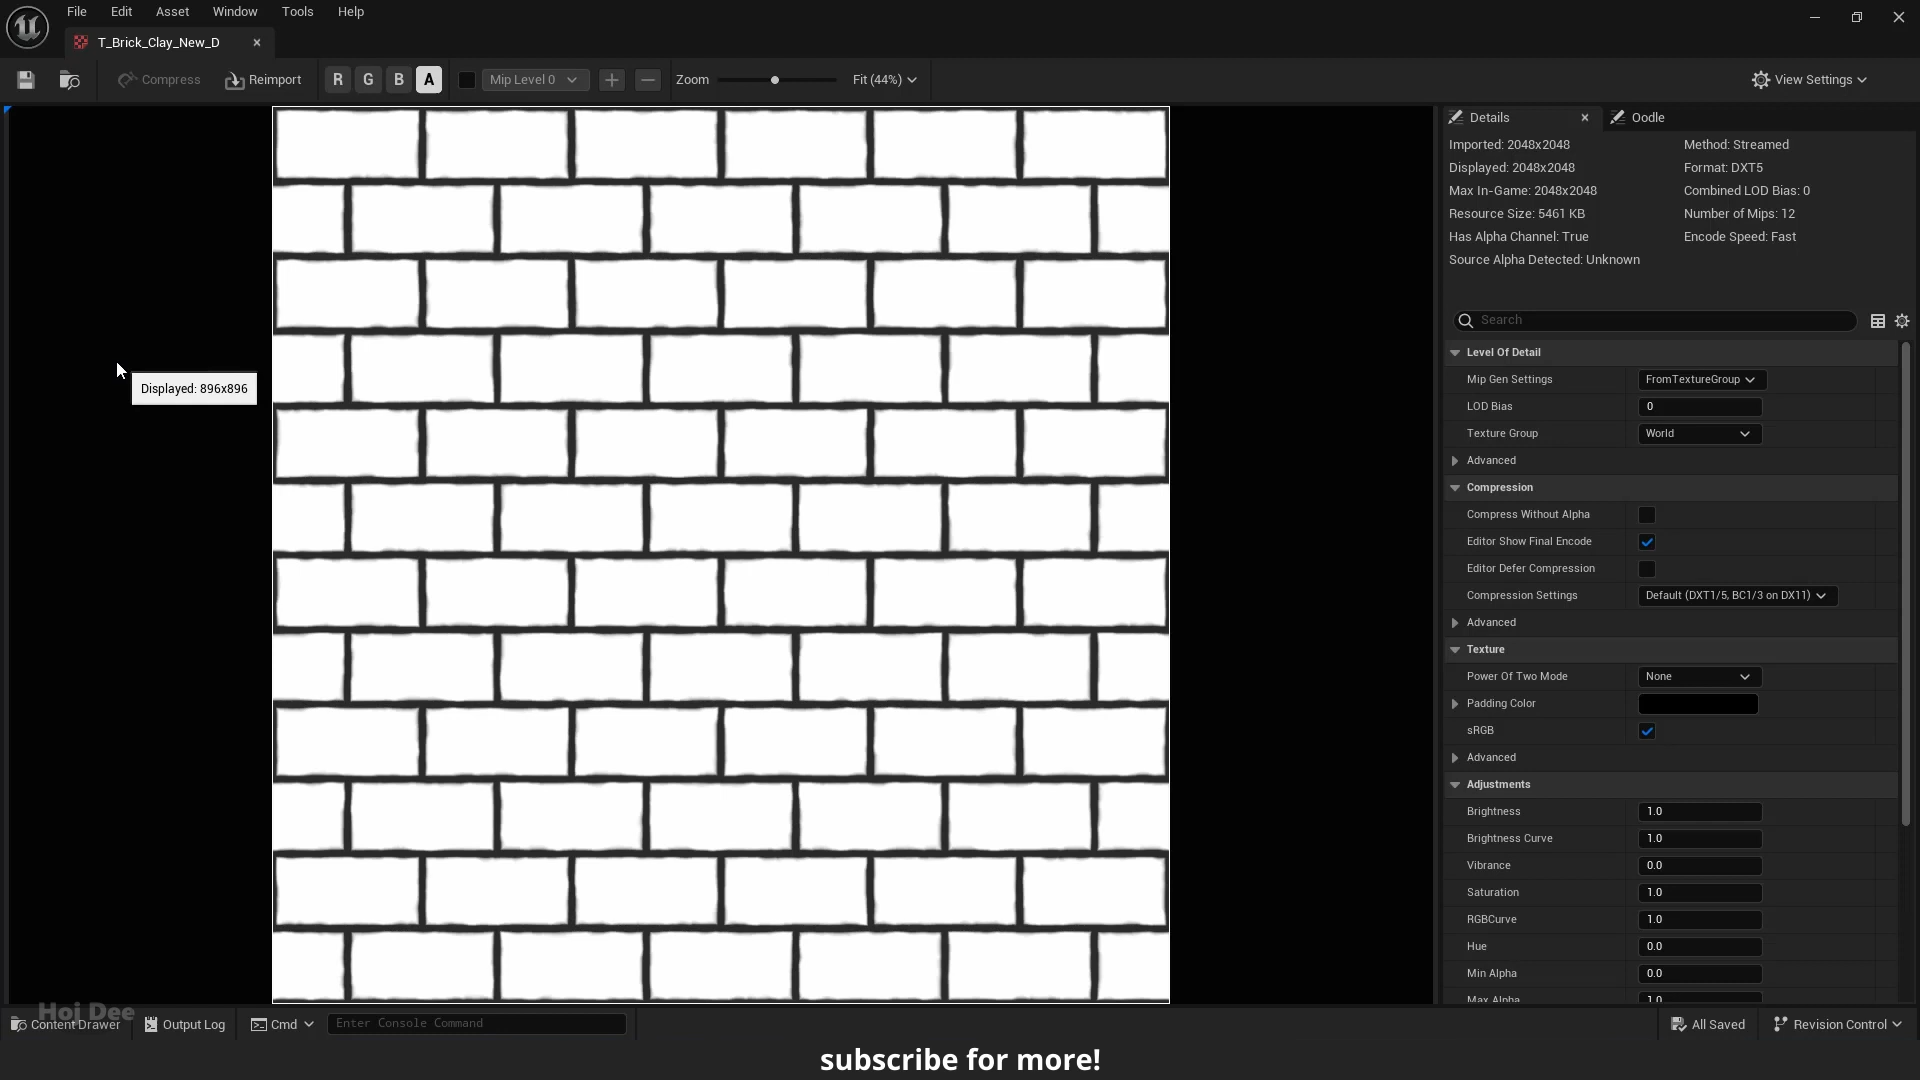 File Edit Asset Window Tools Help
T_Brick_Clay_New_D
Compress Reimport R G B A Mip Level 0 Zoom Fit (44%) View Settings
Details Oodle
Imported: 2048x2048 Method: Streamed
Displayed: 2048x2048 Format: DXT5
Max In-Game: 2048x2048 Combined LOD Bias: 0
Resource Size: 5461 KB Number of Mips: 12
Has Alpha Channel: True Encode Speed: Fast
Source Alpha Detected: Unknown
Search
Level Of Detail
Mip Gen Settings FromTextureGroup
LOD Bias 0
Texture Group World
Advanced
Compression
Compress Without Alpha
Editor Show Final Encode
Editor Defer Compression
Compression Settings Default (DXT1/5, BC1/3 on DX11)
Advanced
Texture
Power Of Two Mode None
Padding Color
sRGB
Advanced
Adjustments
Brightness 1.0
Brightness Curve 1.0
Vibrance 0.0
Saturation 1.0
RGBCurve 1.0
Hue 0.0
Min Alpha 0.0
Max Alpha 1.0
Displayed: 896x896
Hoj Dee
Content Drawer Output Log Cmd Enter Console Command All Saved Revision Control
subscribe for more!